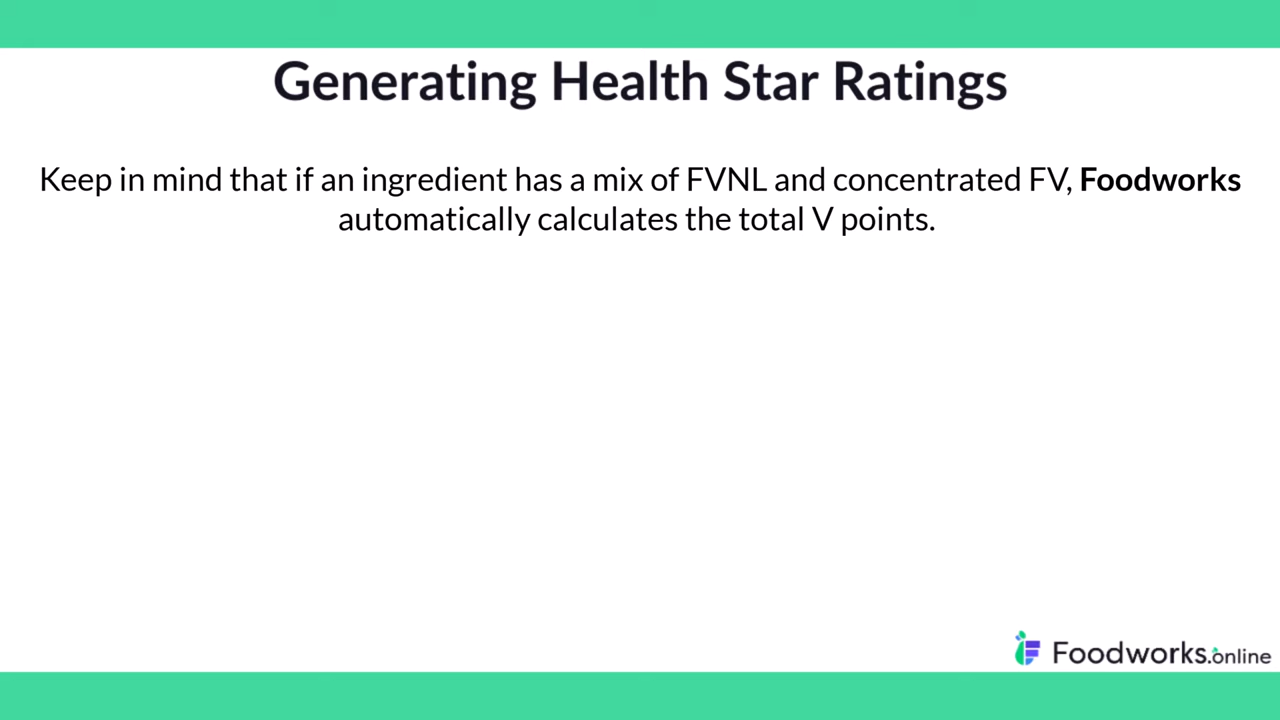 Generating Health Star Ratings
Keep in mind that if an ingredient has a mix of FVNL and concentrated FV, Foodworks
automatically calculates the total V points.
Foodworks.online